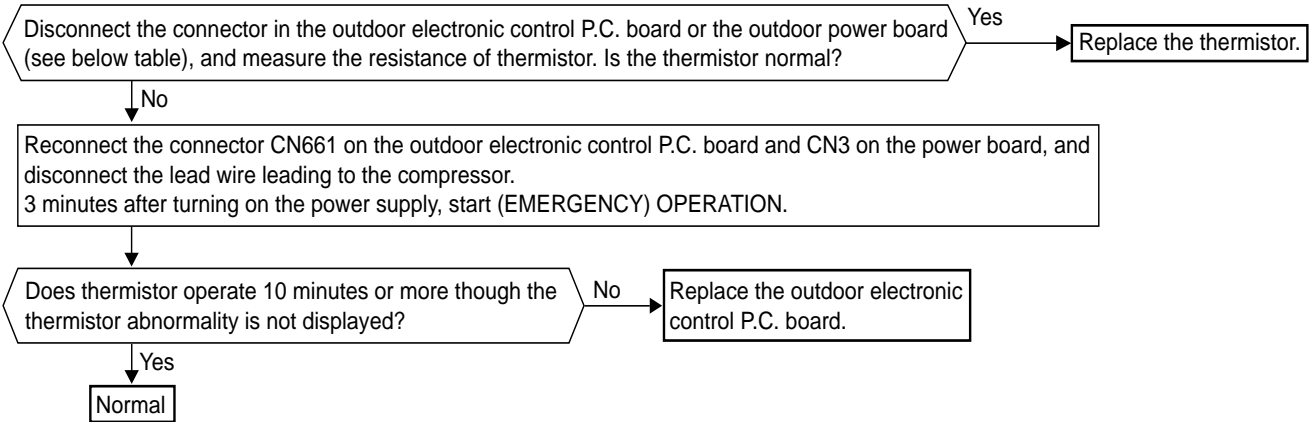 Disconnect the connector in the outdoor electronic control P.C. board or the outdoor power board
(see below table), and measure the resistance of thermistor. Is the thermistor normal?
Yes
Replace the thermistor.
No
Reconnect the connector CN661 on the outdoor electronic control P.C. board and CN3 on the power board, and
disconnect the lead wire leading to the compressor.
3 minutes after turning on the power supply, start (EMERGENCY) OPERATION.
Does thermistor operate 10 minutes or more though the
thermistor abnormality is not displayed?
No
Replace the outdoor electronic
control P.C. board.
Yes
Normal